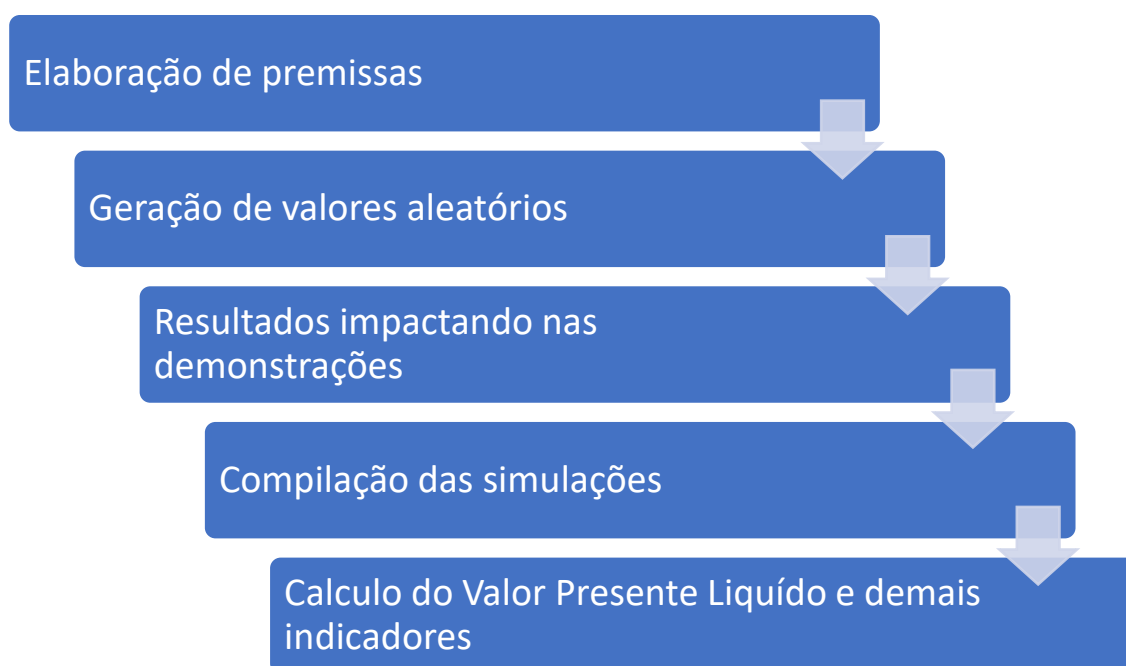 Elaboração de premissas
Geração de valores aleatórios
Resultados impactando nas
demonstrações
Compilação das simulações
Calculo do Valor Presente Liquído e demais
indicadores